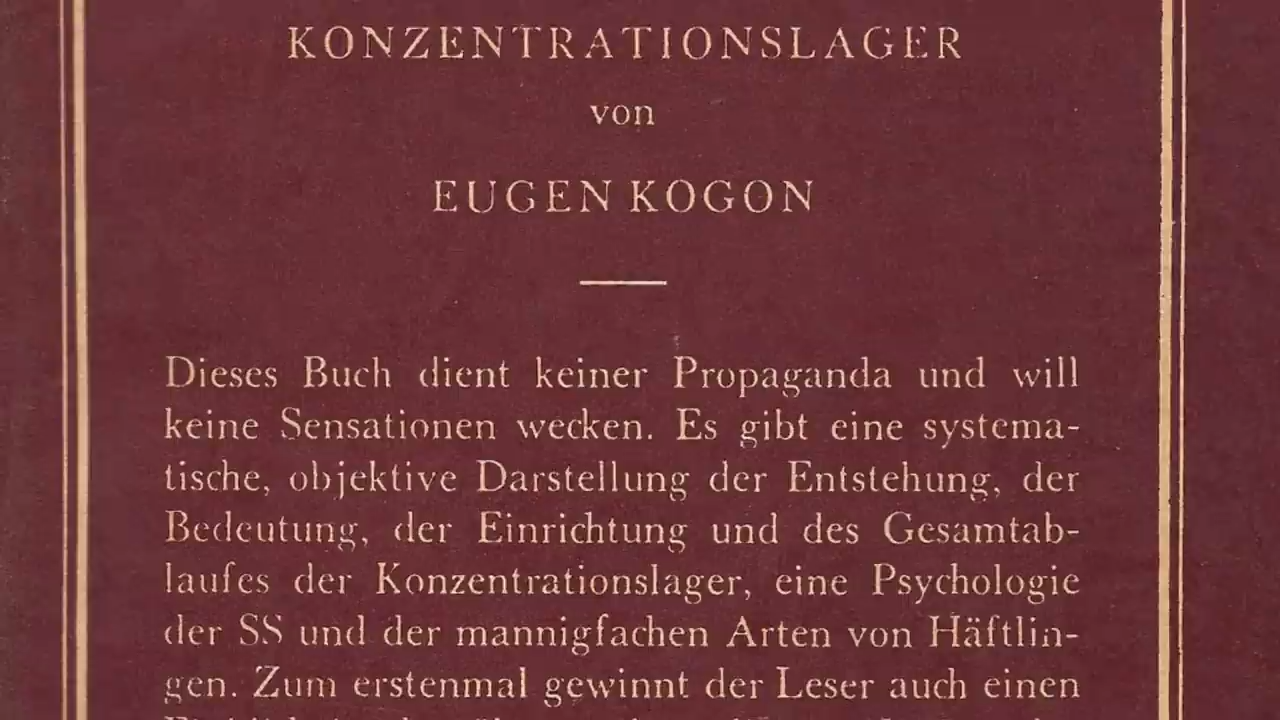 KONZENTRATIONSLAGER
von
EUGEN KOGON
Dieses Buch dient keiner Propaganda und will
keine Sensationen wecken. Es gibt eine systema-
tische, objektive Darstellung der Entstehung, der
Bedeutung, der Einrichtung und des Gesamtab-
laufes der Konzentrationslager, eine Psychologie
der SS und der mannigfachen Arten von Häftlin-
gen. Zum erstenmal gewinnt der Leser auch einen